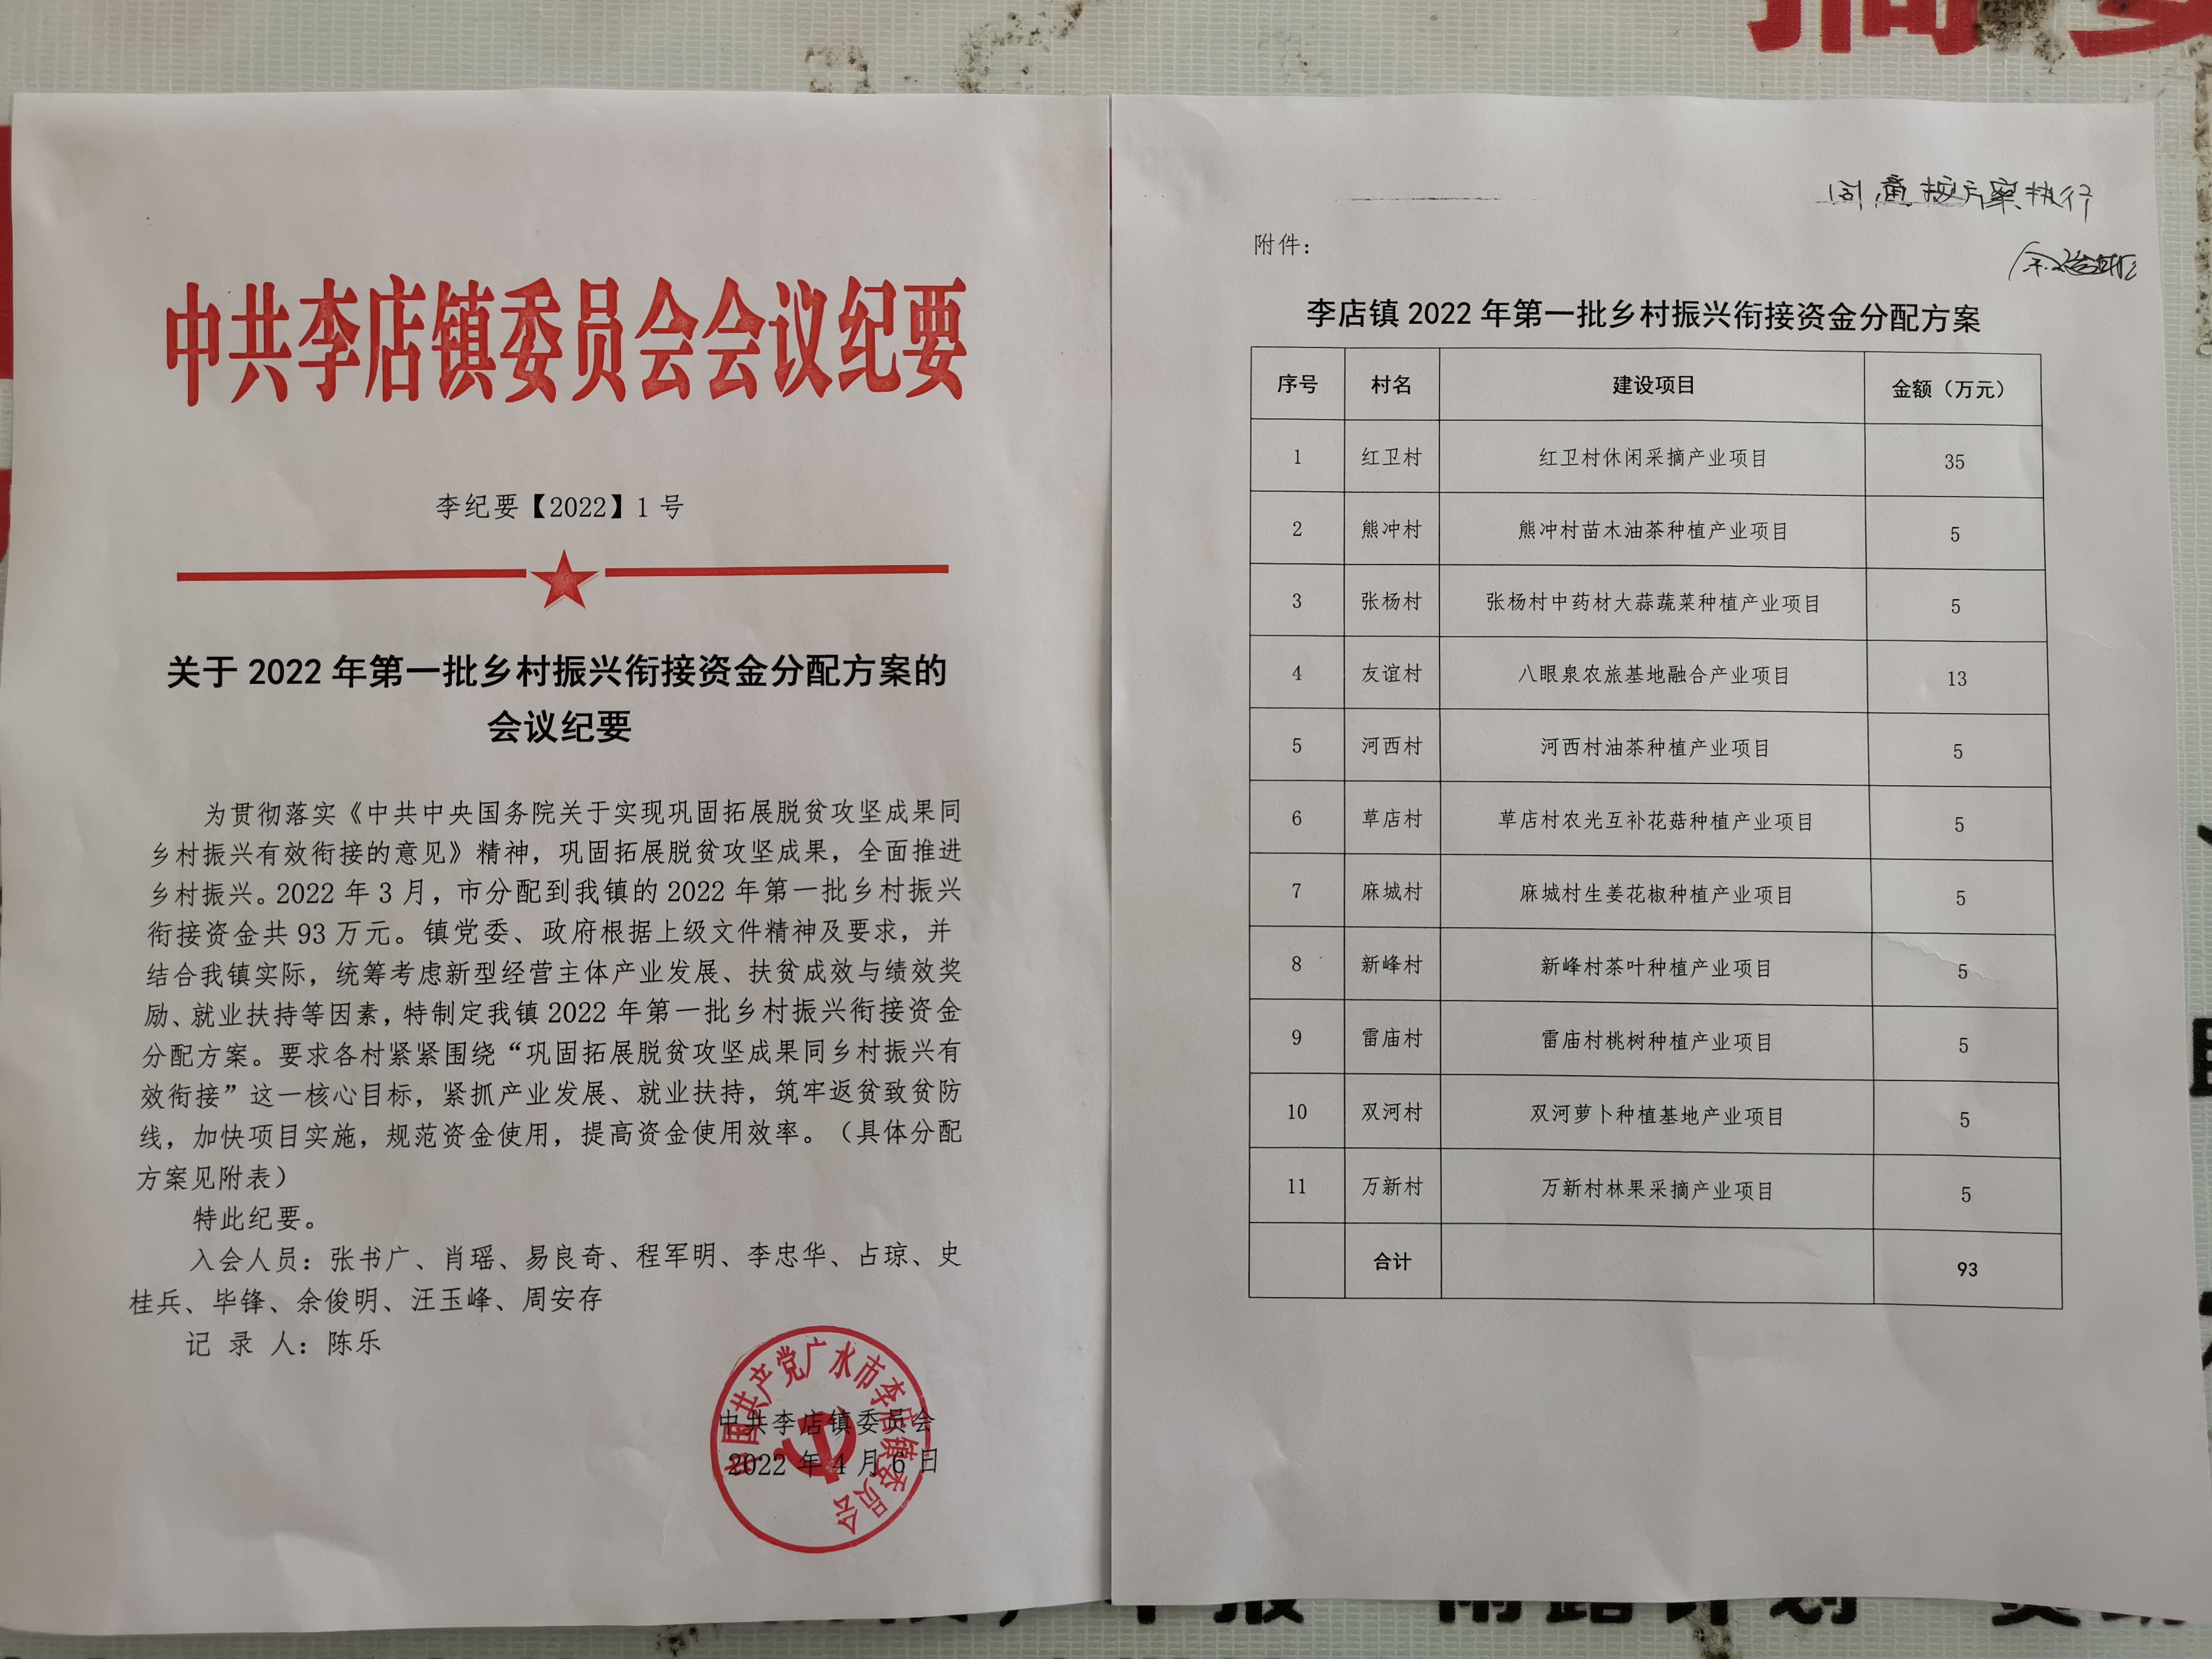 中共李店镇委员会会议纪要
李纪要【2022】1号
关于2022年第一批乡村振兴衔接资金分配方案的
会议纪要
为贯彻落实《中共中央国务院关于实现巩固拓展脱贫攻坚成果同
乡村振兴有效衔接的意见》精神，巩固拓展脱贫攻坚成果，全面推进
乡村振兴。2022年3月，市分配到我镇的2022年第一批乡村振兴
衔接资金共93万元。镇党委、政府根据上级文件精神及要求，并
结合我镇实际，统筹考虑新型经营主体产业发展、扶贫成效与绩效奖
励、就业扶持等因素，特制定我镇2022年第一批乡村振兴衔接资金
分配方案。要求各村紧紧围绕“巩固拓展脱贫攻坚成果同乡村振兴有
效衔接”这一核心目标，紧抓产业发展、就业扶持，筑牢返贫致贫防
线，加快项目实施，规范资金使用，提高资金使用效率。（具体分配
方案见附表）
特此纪要。
入会人员：张书广、肖瑶、易良奇、程军明、李忠华、占琼、史
桂兵、毕锋、余俊明、汪玉峰、周安存
记 录 人：陈乐
中共李店镇委员会
2022年4月6日
中国共产党广水市李店镇委员会
同意按方案执行
附件：
李店镇2022年第一批乡村振兴衔接资金分配方案
序号 村名 建设项目 金额（万元）
1 红卫村 红卫村休闲采摘产业项目 35
2 熊冲村 熊冲村苗木油茶种植产业项目 5
3 张杨村 张杨村中药材大蒜蔬菜种植产业项目 5
4 友谊村 八眼泉农旅基地融合产业项目 13
5 河西村 河西村油茶种植产业项目 5
6 草店村 草店村农光互补花菇种植产业项目 5
7 麻城村 麻城村生姜花椒种植产业项目 5
8 新峰村 新峰村茶叶种植产业项目 5
9 雷庙村 雷庙村桃树种植产业项目 5
10 双河村 双河萝卜种植基地产业项目 5
11 万新村 万新村林果采摘产业项目 5
合计 93